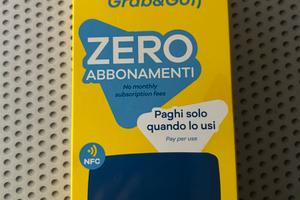 Grab&Go
ZERO
ABBONAMENTI
No monthly
subscription fees
Paghi solo
quando lo usi
Pay per use
NFC